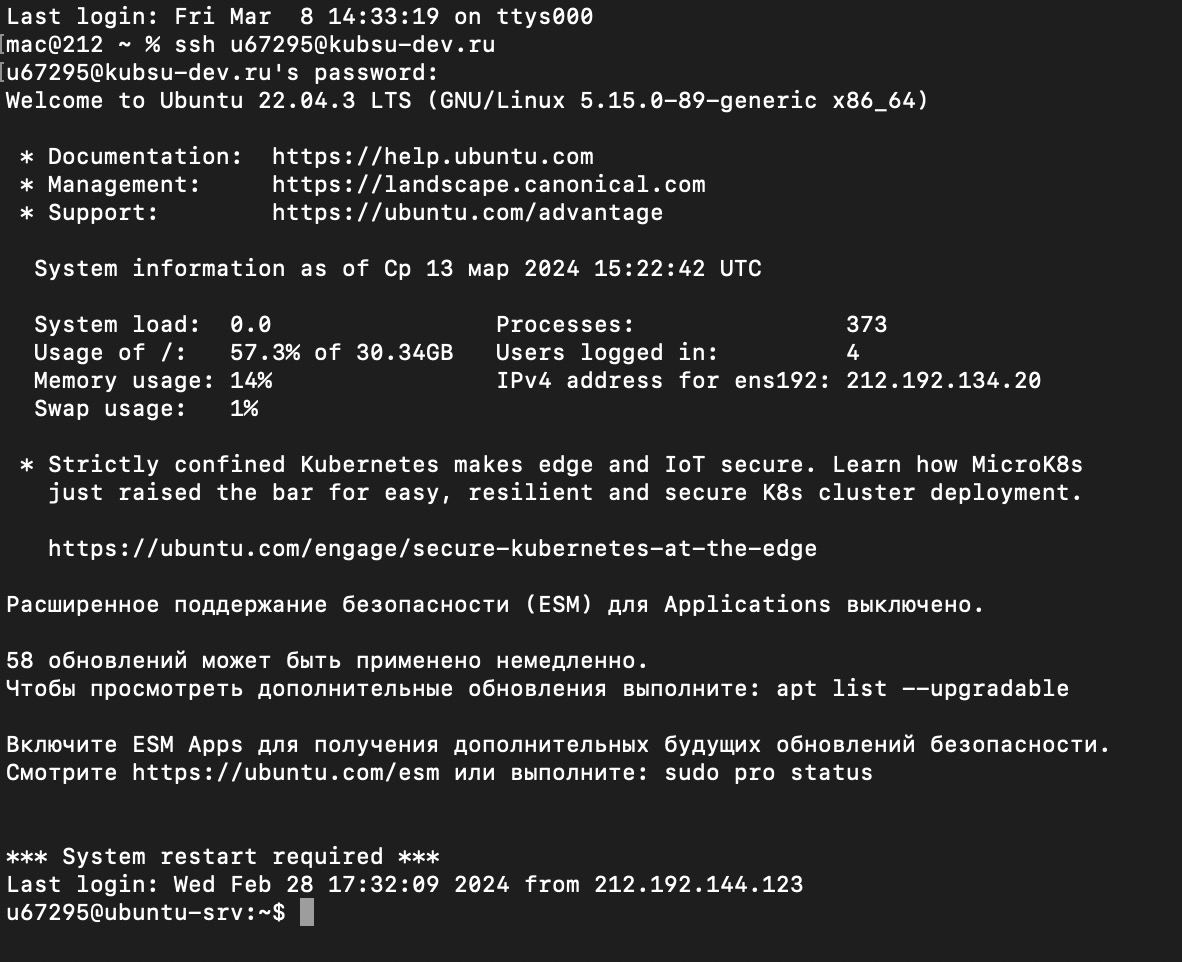 Last login: Fri Mar  8 14:33:19 on ttys000
[mac@212 ~ % ssh u67295@kubsu-dev.ru
[u67295@kubsu-dev.ru's password:
Welcome to Ubuntu 22.04.3 LTS (GNU/Linux 5.15.0-89-generic x86_64)
 * Documentation:  https://help.ubuntu.com
 * Management:     https://landscape.canonical.com
 * Support:        https://ubuntu.com/advantage
  System information as of Ср 13 мар 2024 15:22:42 UTC
  System load:  0.0                Processes:               373
  Usage of /:   57.3% of 30.34GB   Users logged in:         4
  Memory usage: 14%                IPv4 address for ens192: 212.192.134.20
  Swap usage:   1%
 * Strictly confined Kubernetes makes edge and IoT secure. Learn how MicroK8s
   just raised the bar for easy, resilient and secure K8s cluster deployment.
   https://ubuntu.com/engage/secure-kubernetes-at-the-edge
Расширенное поддержание безопасности (ESM) для Applications выключено.
58 обновлений может быть применено немедленно.
Чтобы просмотреть дополнительные обновления выполните: apt list --upgradable
Включите ESM Apps для получения дополнительных будущих обновлений безопасности.
Смотрите https://ubuntu.com/esm или выполните: sudo pro status
*** System restart required ***
Last login: Wed Feb 28 17:32:09 2024 from 212.192.144.123
u67295@ubuntu-srv:~$